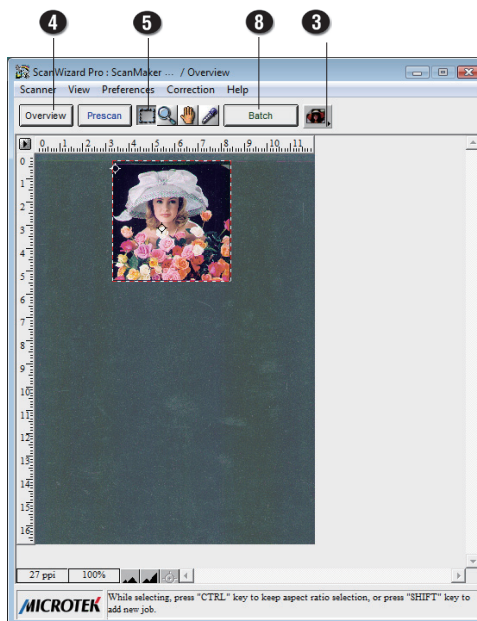 4 5 8 3
ScanWizard Pro : ScanMaker ... / Overview
Scanner View Preferences Correction Help
Overview Prescan Batch
0 1 2 3 4 5 6 7 8 9 10 11
0
1
2
3
4
5
6
7
8
9
10
11
12
13
14
15
16
27 ppi 100%
MICROTEK
While selecting, press "CTRL" key to keep aspect ratio selection, or press "SHIFT" key to
add new job.